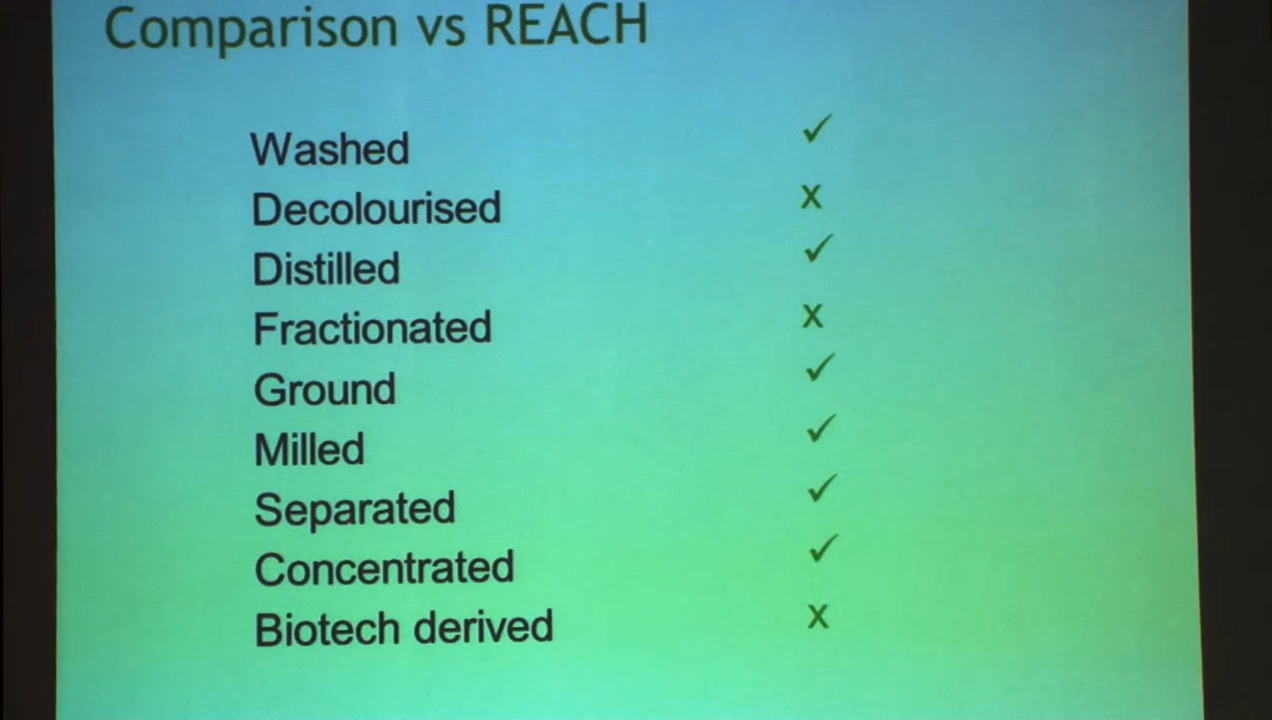 Comparison vs REACH
Washed ✓
Decolourised x
Distilled ✓
Fractionated x
Ground ✓
Milled ✓
Separated ✓
Concentrated ✓
Biotech derived x